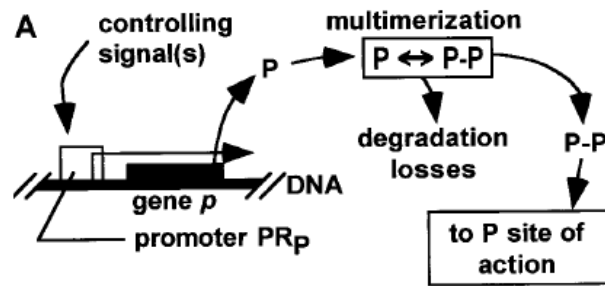 A
controlling
signal(s)
multimerization
P
P ↔ P-P
degradation
losses
P-P
DNA
gene p
promoter PRP
to P site of
action